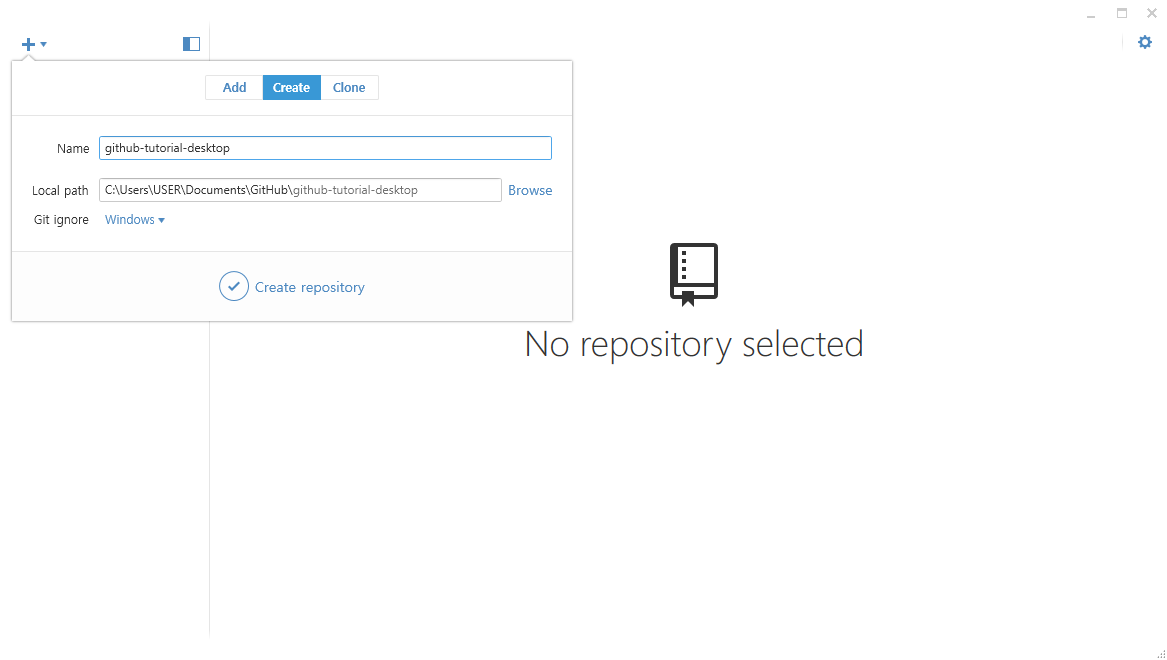 Add Create Clone
Name github-tutorial-desktop
Local path C:\Users\USER\Documents\GitHub\github-tutorial-desktop Browse
Git ignore Windows
Create repository
No repository selected